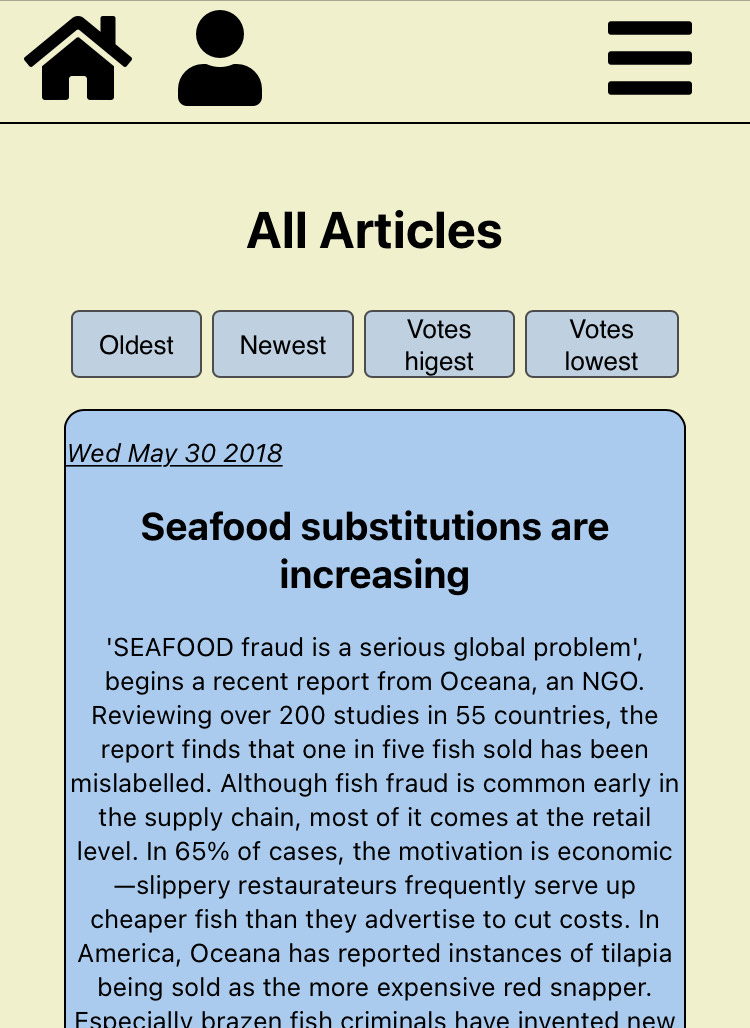 All Articles
Oldest
Newest
Votes
higest
Votes
lowest
Wed May 30 2018
Seafood substitutions are
increasing
'SEAFOOD fraud is a serious global problem',
begins a recent report from Oceana, an NGO.
Reviewing over 200 studies in 55 countries, the
report finds that one in five fish sold has been
mislabelled. Although fish fraud is common early in
the supply chain, most of it comes at the retail
level. In 65% of cases, the motivation is economic
—slippery restaurateurs frequently serve up
cheaper fish than they advertise to cut costs. In
America, Oceana has reported instances of tilapia
being sold as the more expensive red snapper.
Especially brazen fish criminals have invented new